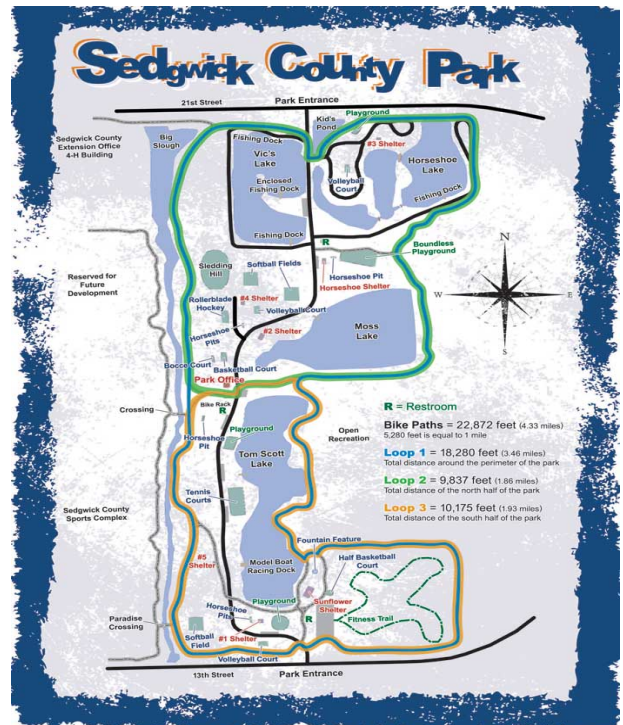 Sedgwick County Park
21st Street
Park Entrance
Sedgwick County
Extension Office
4-H Building
Big
Slough
Fishing Dock
Vic's
Lake
Enclosed
Fishing Dock
Fishing Dock
Kid's
Pond
Playground
#3 Shelter
Volleyball
Court
Horseshoe
Lake
Fishing Dock
R
Boundless
Playground
Reserved for
Future
Development
Sledding
Hill
Softball Fields
Horseshoe Pit
Horseshoe Shelter
Rollerblade
Hockey
#4 Shelter
Volleyball Court
#2 Shelter
Horseshoe
Pits
Moss
Lake
Bocce Court
Basketball Court
Park Office
N
W
E
S
Crossing
Bike Rack
R
Horseshoe
Pit
Playground
Tom Scott
Lake
Open
Recreation
R = Restroom
Bike Paths = 22,872 feet (4.33 miles)
5,280 feet is equal to 1 mile
Loop 1 = 18,280 feet (3.46 miles)
Total distance around the perimeter of the park
Loop 2 = 9,837 feet (1.86 miles)
Total distance of the north half of the park
Loop 3 = 10,175 feet (1.93 miles)
Total distance of the south half of the park
Sedgwick County
Sports Complex
Tennis
Courts
#5
Shelter
Model Boat
Racing Dock
Fountain Feature
Half Basketball
Court
Horseshoe
Pits
Playground
Sunflower
Shelter
R
Fitness Trail
Paradise
Crossing
Softball
Field
#1 Shelter
Volleyball Court
13th Street
Park Entrance